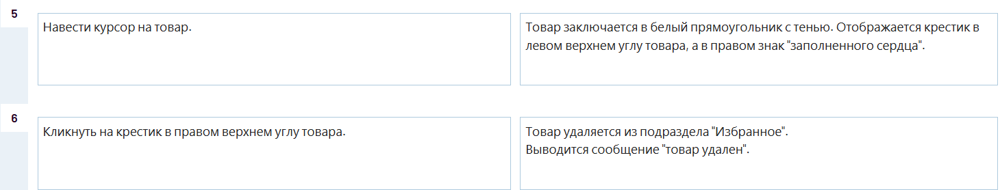 5
Навести курсор на товар.
Товар заключается в белый прямоугольник с тенью. Отображается крестик в
левом верхнем углу товара, а в правом знак "заполненного сердца".
6
Кликнуть на крестик в правом верхнем углу товара.
Товар удаляется из подраздела "Избранное".
Выводится сообщение "товар удален".